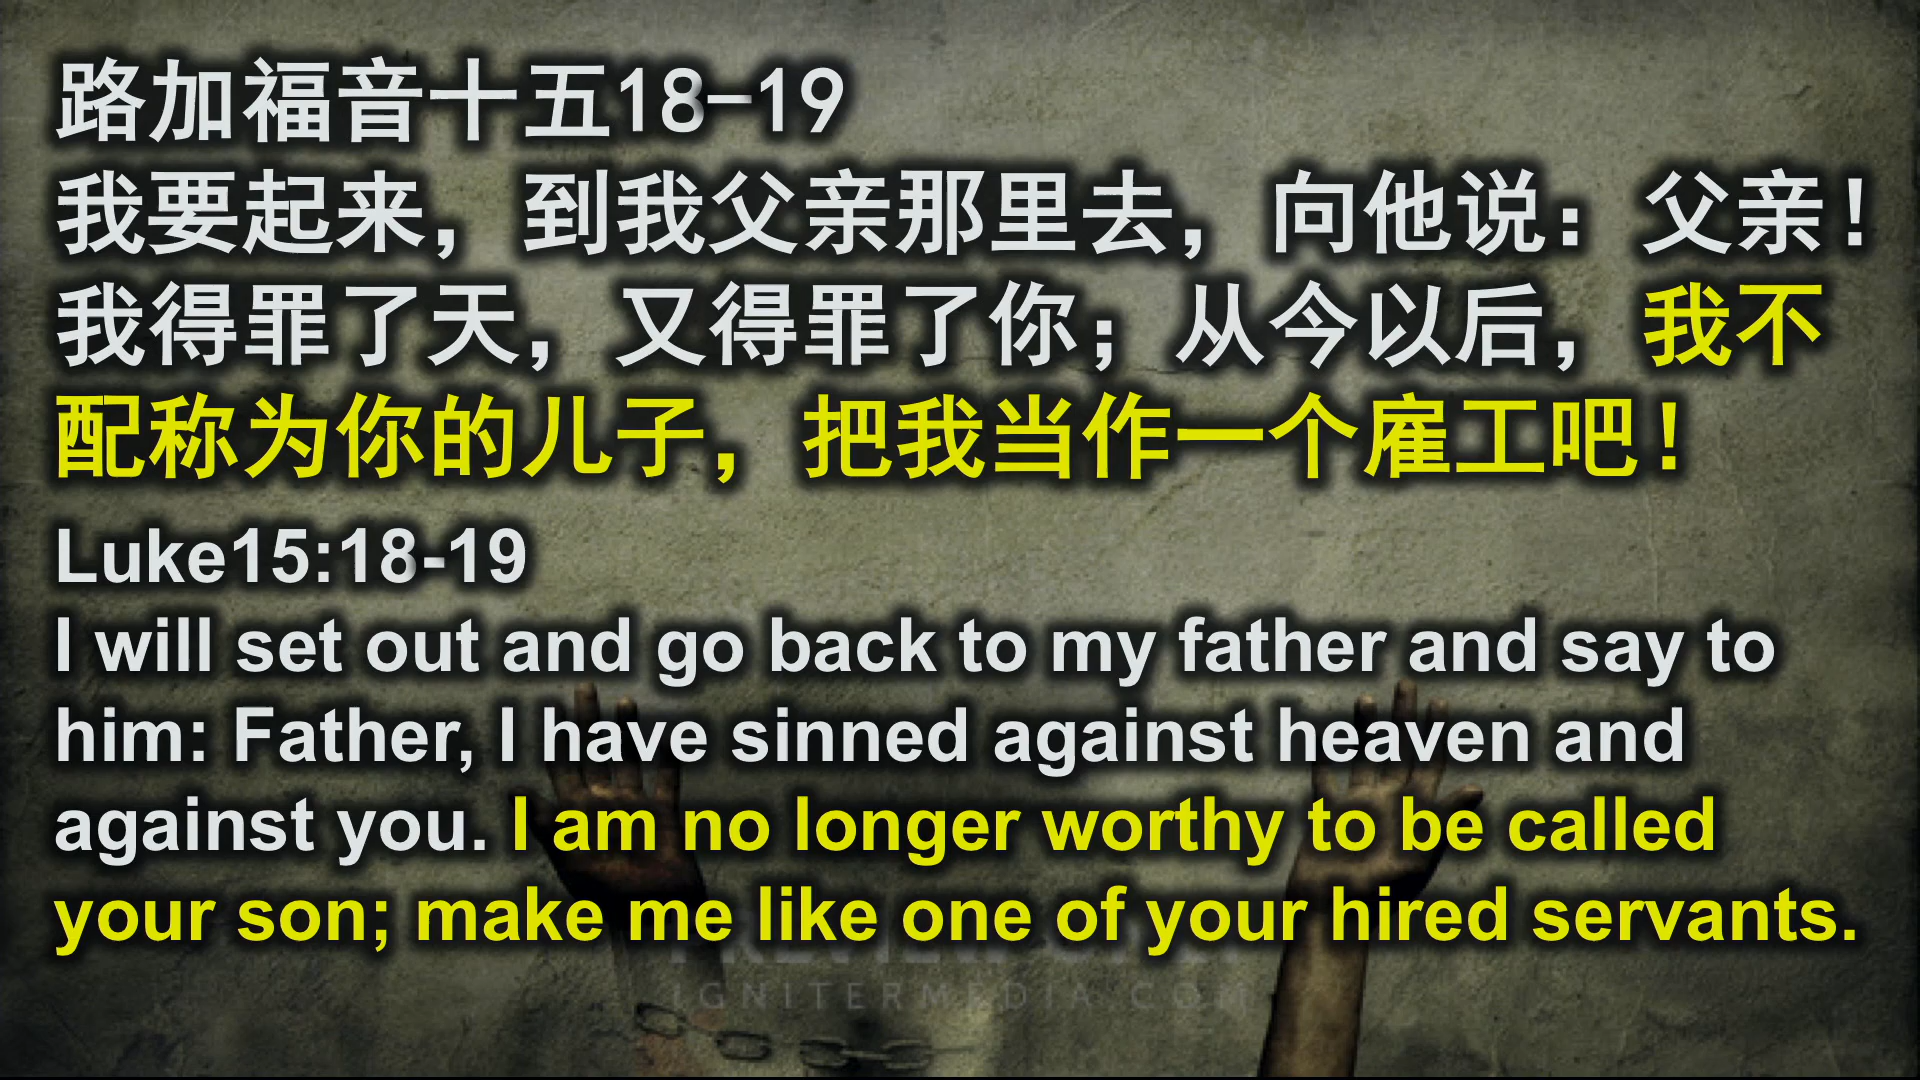 路加福音十五18-19
我要起来，到我父亲那里去，向他说：父亲！
我得罪了天，又得罪了你；从今以后，我不
配称为你的儿子，把我当作一个雇工吧！
Luke15:18-19
I will set out and go back to my father and say to
him: Father, I have sinned against heaven and
against you. I am no longer worthy to be called
your son; make me like one of your hired servants.
IGNITERMEDIA.COM